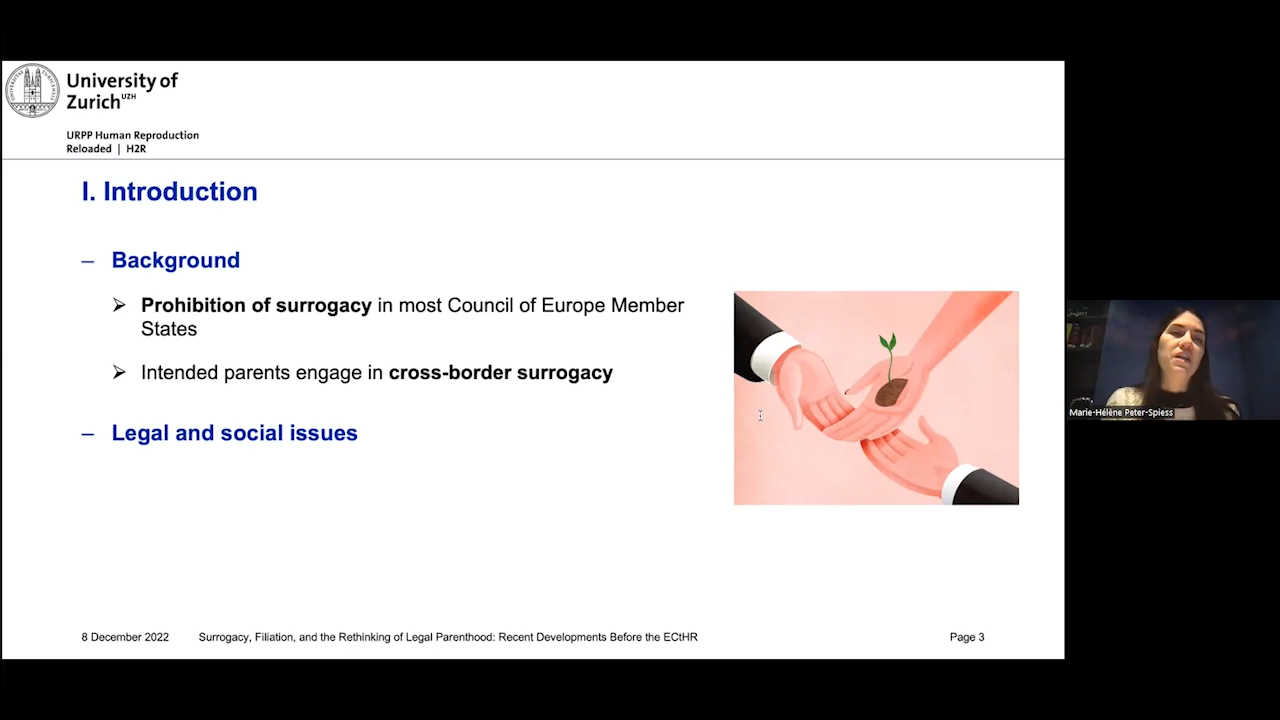 University of
Zurich UZH
URPP Human Reproduction
Reloaded | H2R
I. Introduction
– Background
➢ Prohibition of surrogacy in most Council of Europe Member
States
➢ Intended parents engage in cross-border surrogacy
– Legal and social issues
Marie-Hélène Peter-Spiess
8 December 2022 Surrogacy, Filiation, and the Rethinking of Legal Parenthood: Recent Developments Before the ECtHR Page 3